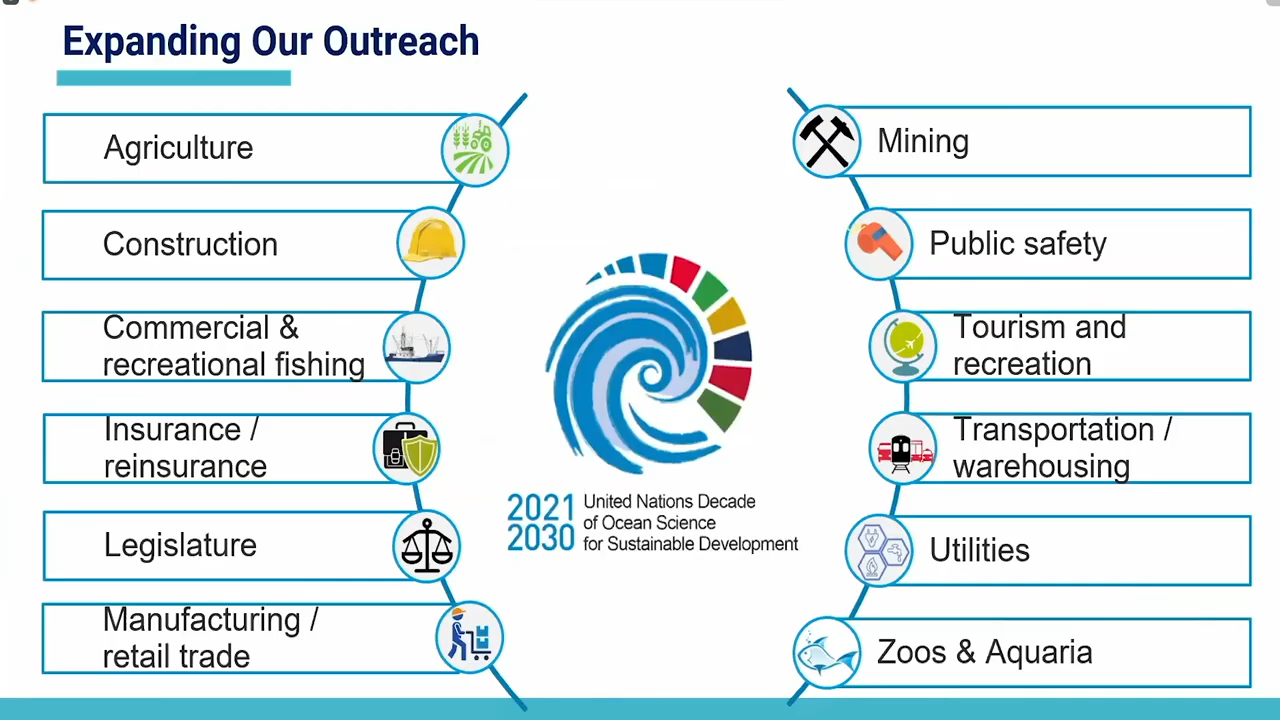 Expanding Our Outreach
Agriculture
Construction
Commercial &
recreational fishing
Insurance /
reinsurance
Legislature
Manufacturing /
retail trade
2021
2030
United Nations Decade
of Ocean Science
for Sustainable Development
Mining
Public safety
Tourism and
recreation
Transportation /
warehousing
Utilities
Zoos & Aquaria